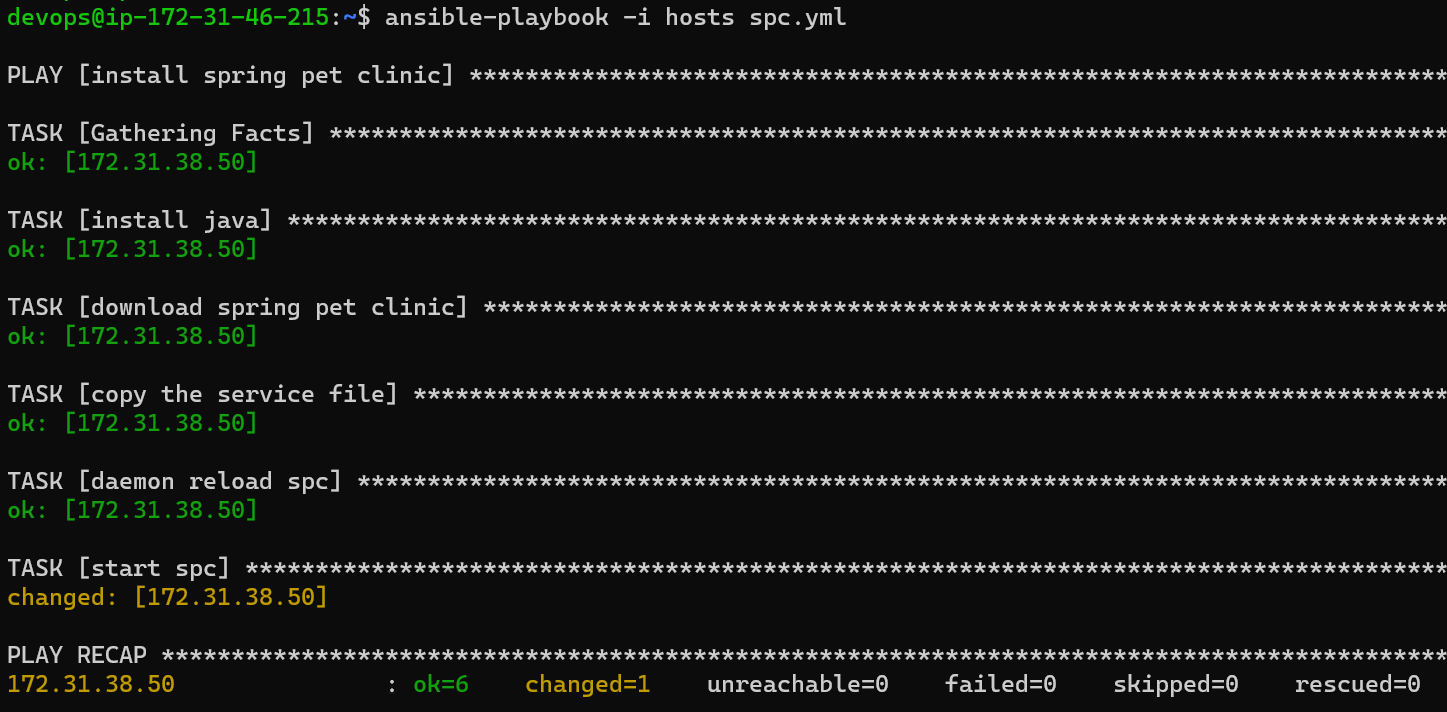 devops@ip-172-31-46-215:~$ ansible-playbook -i hosts spc.yml
PLAY [install spring pet clinic] **********************************************************************
TASK [Gathering Facts] ********************************************************************************
ok: [172.31.38.50]
TASK [install java] ***********************************************************************************
ok: [172.31.38.50]
TASK [download spring pet clinic] *********************************************************************
ok: [172.31.38.50]
TASK [copy the service file] **************************************************************************
ok: [172.31.38.50]
TASK [daemon reload spc] ******************************************************************************
ok: [172.31.38.50]
TASK [start spc] **************************************************************************************
changed: [172.31.38.50]
PLAY RECAP ********************************************************************************************
172.31.38.50               : ok=6    changed=1    unreachable=0    failed=0    skipped=0    rescued=0